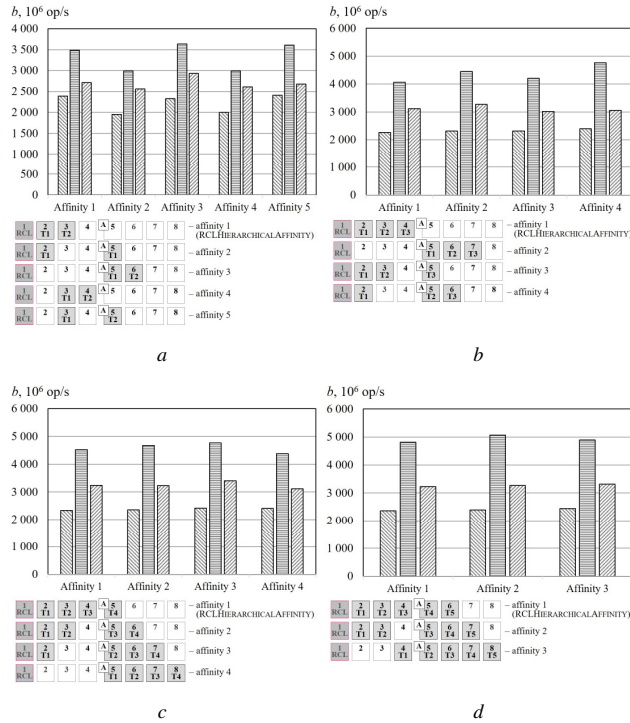 b, 10⁶ op/s
4 000
3 500
3 000
2 500
2 000
1 500
1 000
500
0
Affinity 1 Affinity 2 Affinity 3 Affinity 4 Affinity 5
1 2 3 4 A 5 6 7 8 – affinity 1
RCL T1 T2 (RCLHIERARCHICALAFFINITY)
1 2 3 4 A 5 6 7 8 – affinity 2
RCL T1 T1
1 2 3 4 A 5 6 7 8 – affinity 3
RCL T1 T2
1 2 3 4 A 5 6 7 8 – affinity 4
RCL T1 T2
1 2 3 4 A 5 6 7 8 – affinity 5
RCL T1 T2
a
b, 10⁶ op/s
6 000
5 000
4 000
3 000
2 000
1 000
0
Affinity 1 Affinity 2 Affinity 3 Affinity 4
1 2 3 4 A 5 6 7 8 – affinity 1
RCL T1 T2 T3 (RCLHIERARCHICALAFFINITY)
1 2 3 4 A 5 6 7 8 – affinity 2
RCL T1 T2 T3
1 2 3 4 A 5 6 7 8 – affinity 3
RCL T1 T2 T3
1 2 3 4 A 5 6 7 8 – affinity 4
RCL T1 T2 T3
b
b, 10⁶ op/s
6 000
5 000
4 000
3 000
2 000
1 000
0
Affinity 1 Affinity 2 Affinity 3 Affinity 4
1 2 3 4 A 5 6 7 8 – affinity 1
RCL T1 T2 T3 T4 (RCLHIERARCHICALAFFINITY)
1 2 3 4 A 5 6 7 8 – affinity 2
RCL T1 T2 T3 T4
1 2 3 4 A 5 6 7 8 – affinity 3
RCL T1 T2 T3 T4
1 2 3 4 A 5 6 7 8 – affinity 4
RCL T1 T2 T3 T4
c
b, 10⁶ op/s
6 000
5 000
4 000
3 000
2 000
1 000
0
Affinity 1 Affinity 2 Affinity 3
1 2 3 4 A 5 6 7 8 – affinity 1
RCL T1 T2 T3 T4 T5 (RCLHIERARCHICALAFFINITY)
1 2 3 4 A 5 6 7 8 – affinity 2
RCL T1 T2 T3 T4 T5
1 2 3 4 A 5 6 7 8 – affinity 3
RCL T1 T2 T3 T4 T5
d